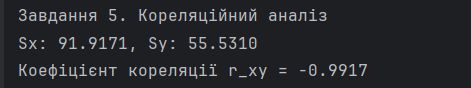 Завдання 5. Кореляційний аналіз
Sx: 91.9171, Sy: 55.5310
Коефіцієнт кореляції r_xy = -0.9917